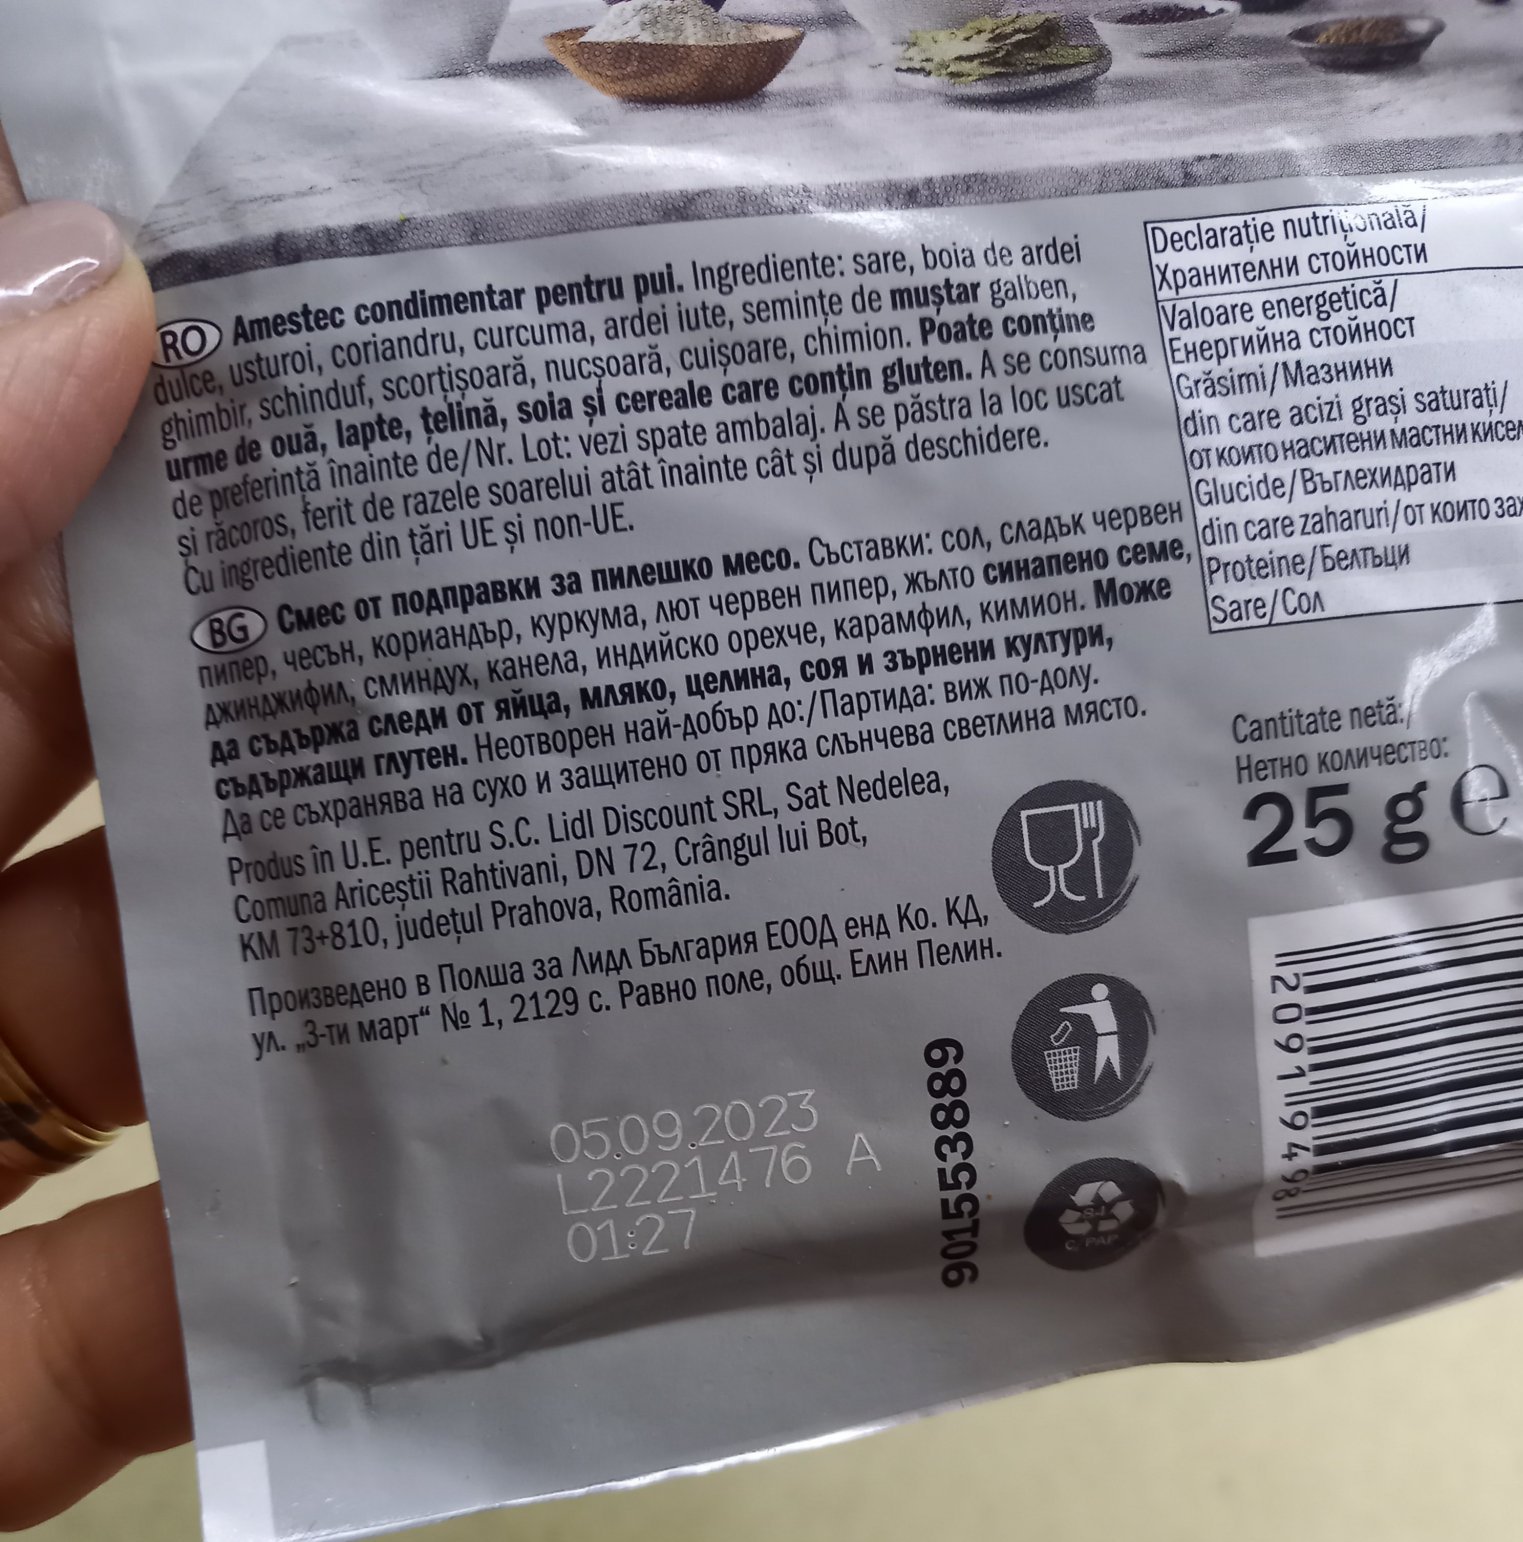 RO Amestec condimentar pentru pui. Ingrediente: sare, boia de ardei
dulce, usturoi, coriandru, curcuma, ardei iute, semințe de muștar galben,
ghimbir, schinduf, scorțișoară, nucșoară, cuișoare, chimion. Poate conține
urme de ouă, lapte, țelină, soia și cereale care conțin gluten. A se consuma
de preferință înainte de/Nr. Lot: vezi spate ambalaj. A se păstra la loc uscat
și răcoros, ferit de razele soarelui atât înainte cât și după deschidere.
Cu ingrediente din țări UE și non-UE.
BG Смес от подправки за пилешко месо. Съставки: сол, сладък червен
пипер, чесън, кориандър, куркума, лют червен пипер, жълто синапено семе,
джинджифил, сминдух, канела, индийско орехче, карамфил, кимион. Може
да съдържа следи от яйца, мляко, целина, соя и зърнени култури,
съдържащи глутен. Неотворен най-добър до:/Партида: виж по-долу.
Да се съхранява на сухо и защитено от пряка слънчева светлина място.
Produs în U.E. pentru S.C. Lidl Discount SRL, Sat Nedelea,
Comuna Ariceștii Rahtivani, DN 72, Crângul lui Bot,
KM 73+810, județul Prahova, România.
Произведено в Полша за Лидл България ЕООД енд Ко. КД,
ул. „3-ти март“ № 1, 2129 с. Равно поле, общ. Елин Пелин.
05.09.2023
L2221476 A
01:27
901553889
Declarație nutrițională/
Хранителни стойности
Valoare energetică/
Енергийна стойност
Grăsimi/Мазнини
din care acizi grași saturați/
от които наситени мастни
Glucide/Въглехидрати
din care zaharuri/от които
Proteine/Белтъци
Sare/Сол
Cantitate netă:/
Нетно количество:
25 g e
20919498
C/PAP